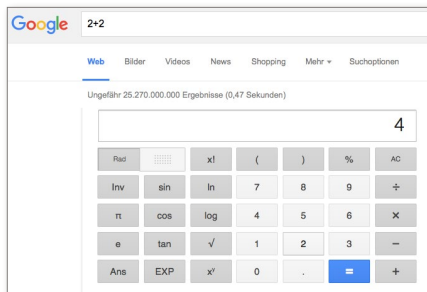 Google 2+2
Web Bilder Videos News Shopping Mehr Suchoptionen
Ungefähr 25.270.000.000 Ergebnisse (0,47 Sekunden)
4
Rad x! ( ) % AC
Inv sin ln 7 8 9 ÷
π cos log 4 5 6 ×
e tan √ 1 2 3 −
Ans EXP xʸ 0 . = +